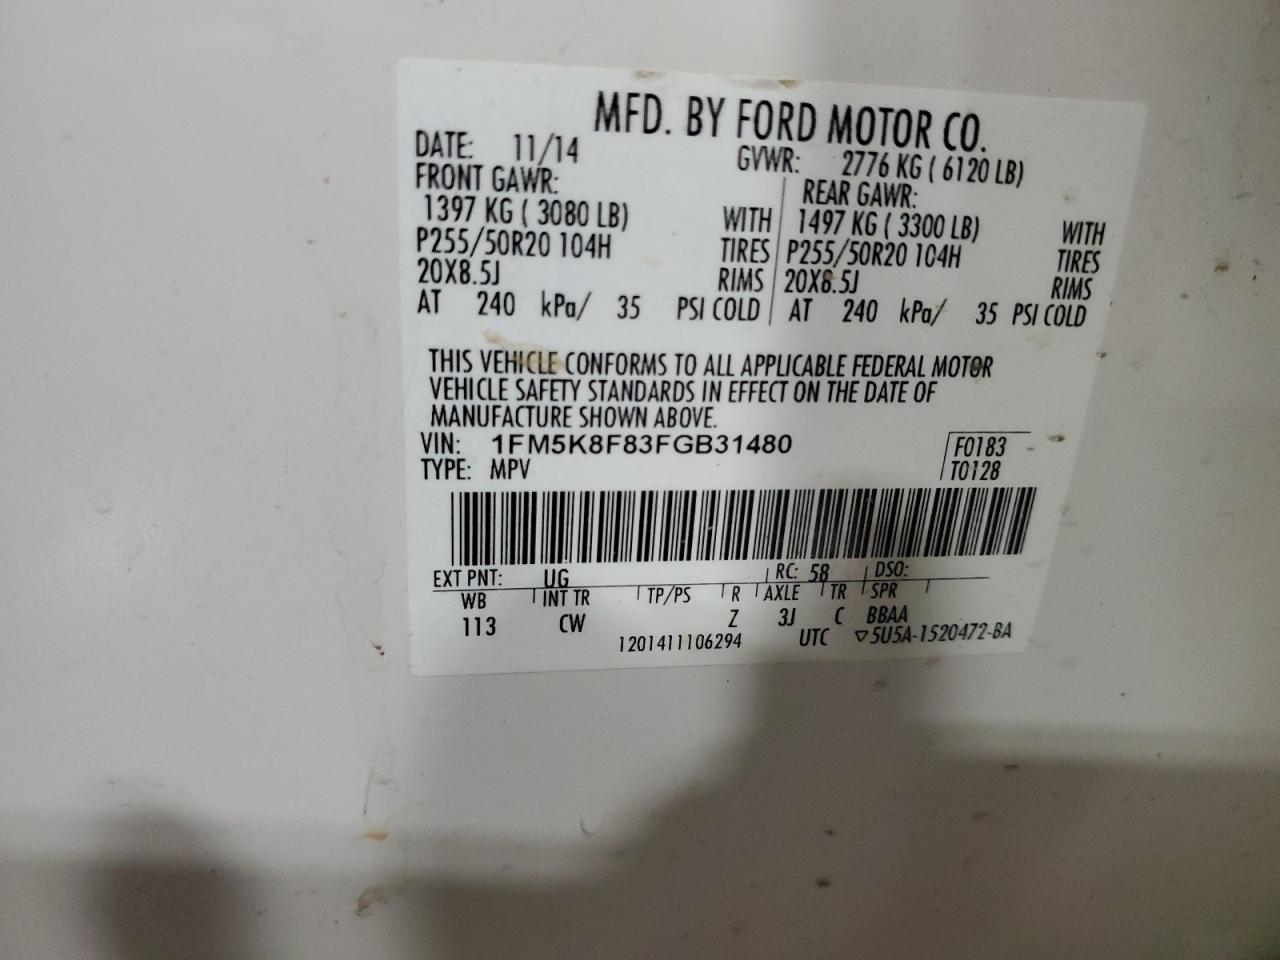 MFD. BY FORD MOTOR CO.
DATE: 11/14 GVWR: 2776 KG ( 6120 LB)
FRONT GAWR: REAR GAWR:
1397 KG ( 3080 LB) WITH 1497 KG ( 3300 LB) WITH
P255/50R20 104H TIRES P255/50R20 104H TIRES
20X8.5J RIMS 20X8.5J RIMS
AT 240 kPa/ 35 PSI COLD AT 240 kPa/ 35 PSI COLD
THIS VEHICLE CONFORMS TO ALL APPLICABLE FEDERAL MOTOR
VEHICLE SAFETY STANDARDS IN EFFECT ON THE DATE OF
MANUFACTURE SHOWN ABOVE.
VIN: 1FM5K8F83FGB31480 F0183
TYPE: MPV T0128
EXT PNT: UG RC: 58 DSO:
WB INT TR TP/PS R AXLE TR SPR
113 CW Z 3J C BBAA
1201411106294 UTC ▽5U5A-1520472-BA